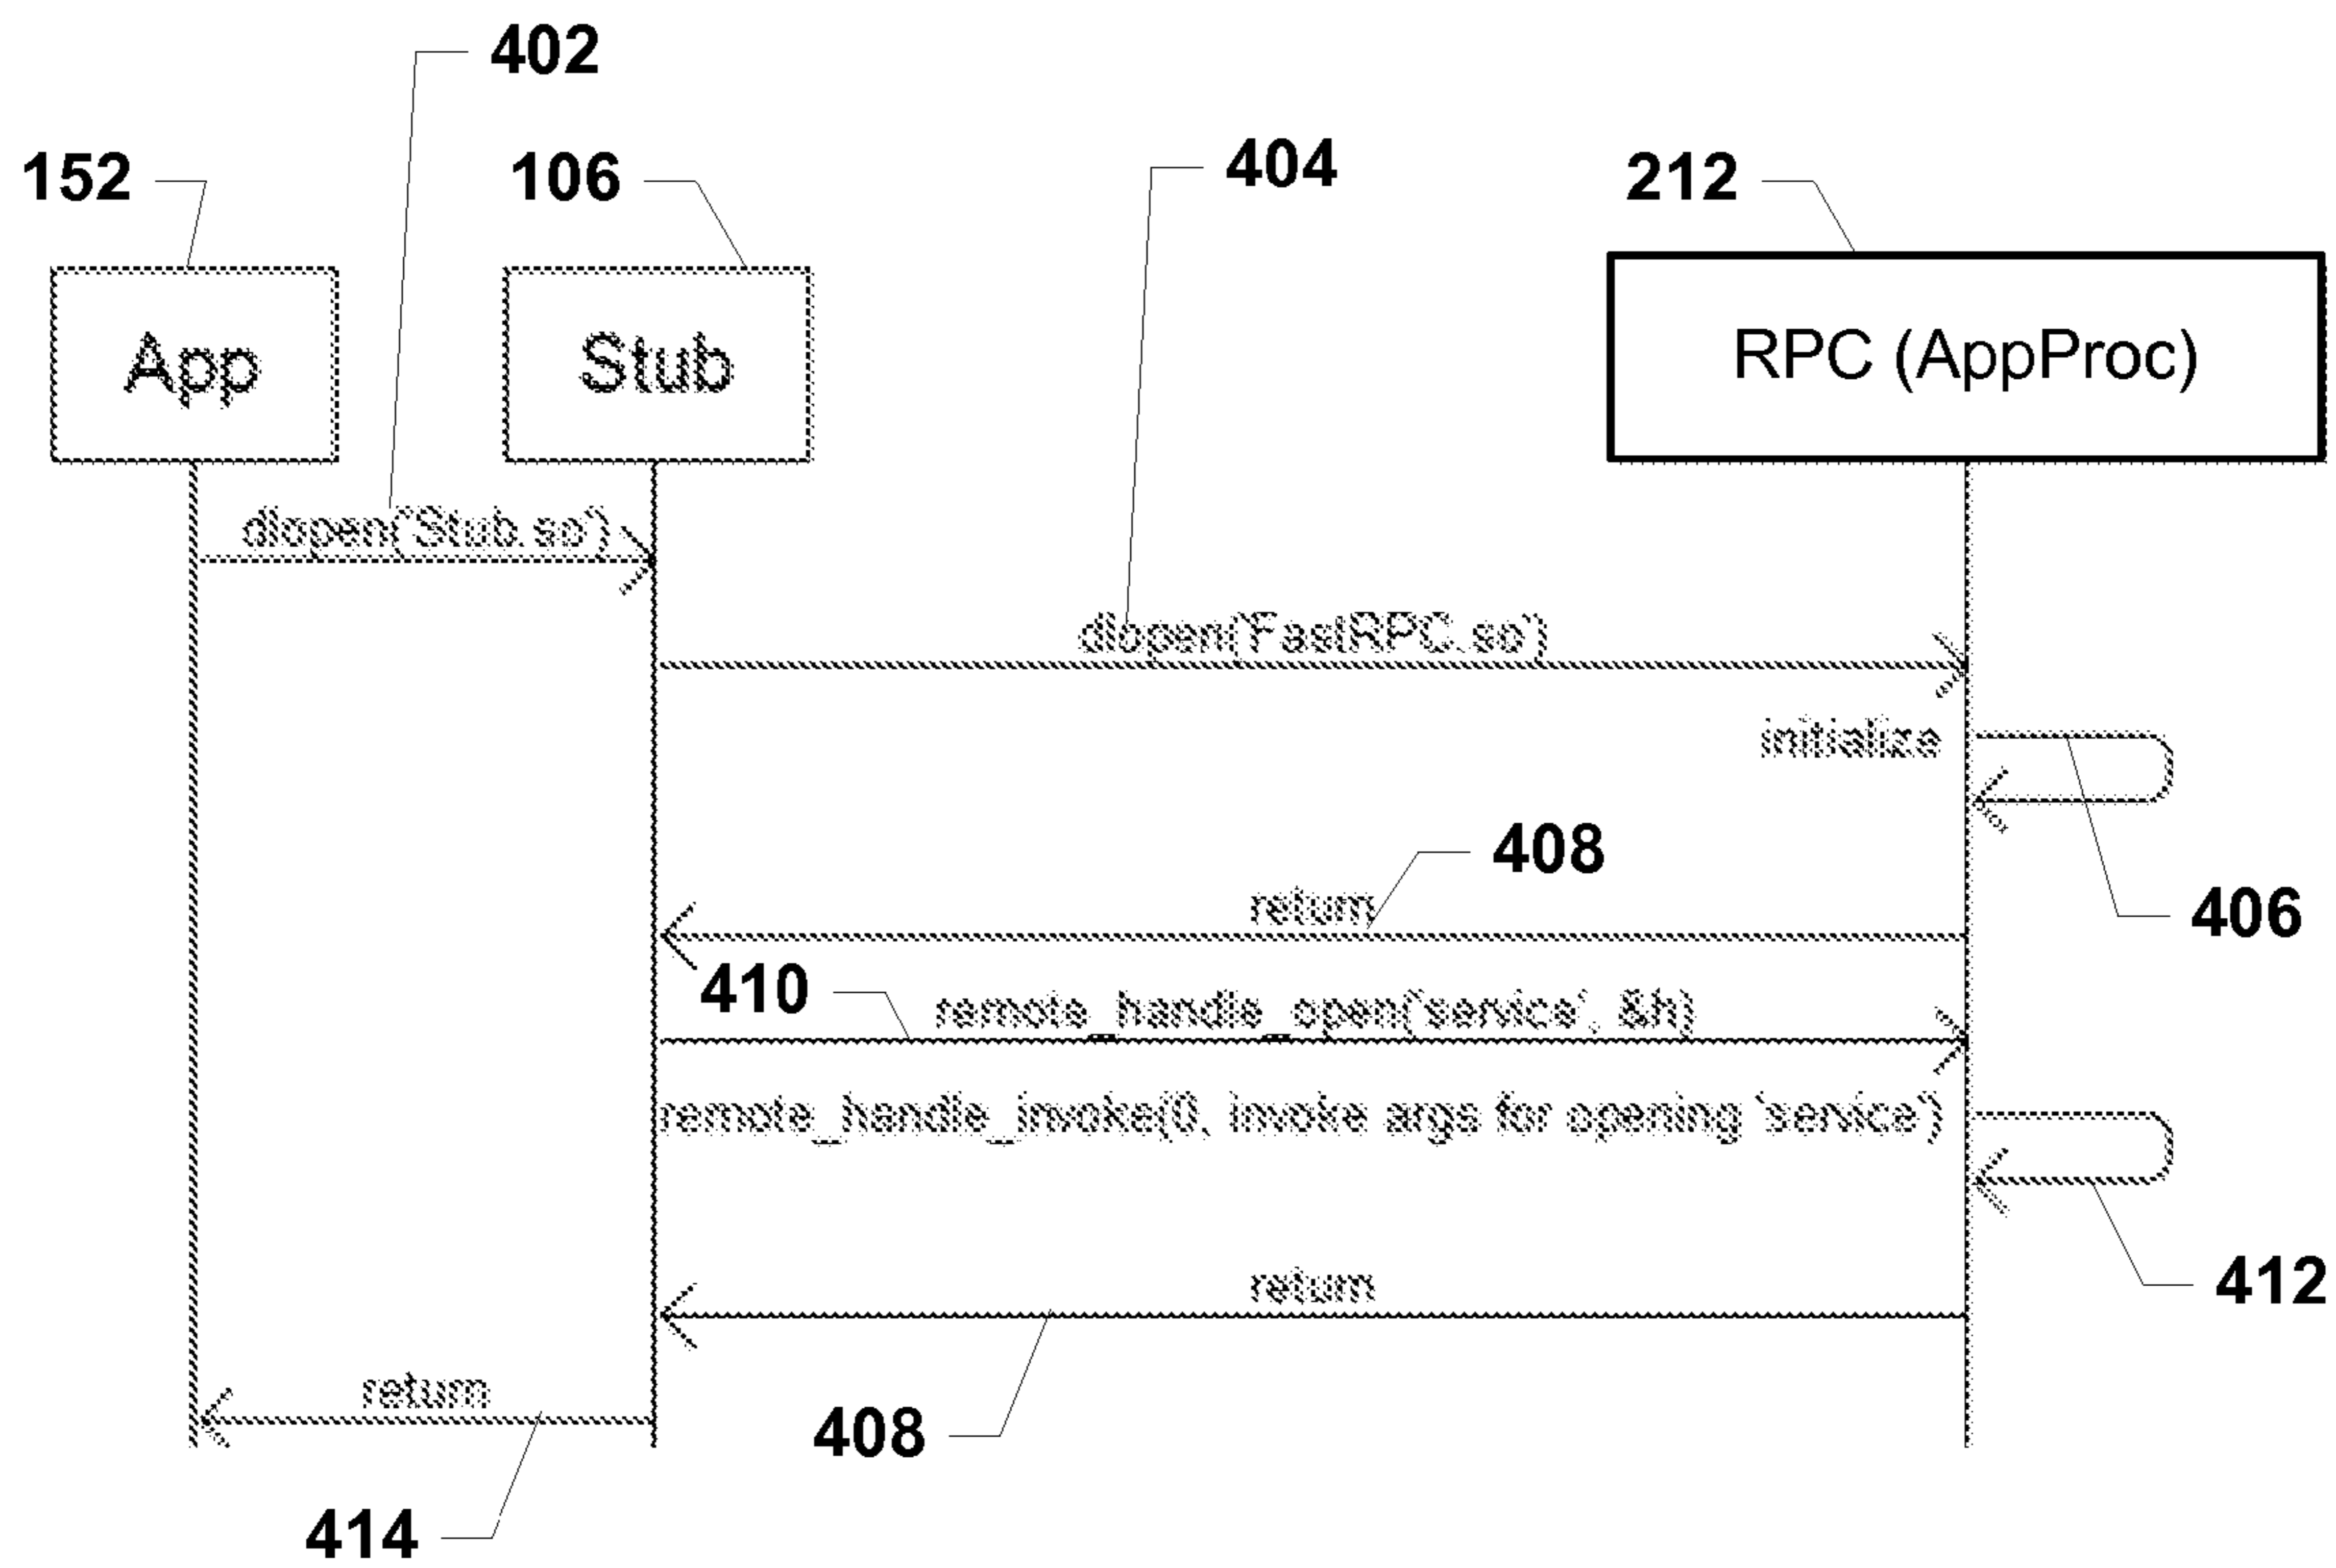 402
404
152
106
212
App
Stub
RPC (AppProc)
dlopen('Stub.so')
dlopen('FastRPC.so')
initialize
408
406
return
410
remote_handle_open('service', &h)
remote_handle_invoke(0, invoke args for opening 'service')
412
return
return
408
414